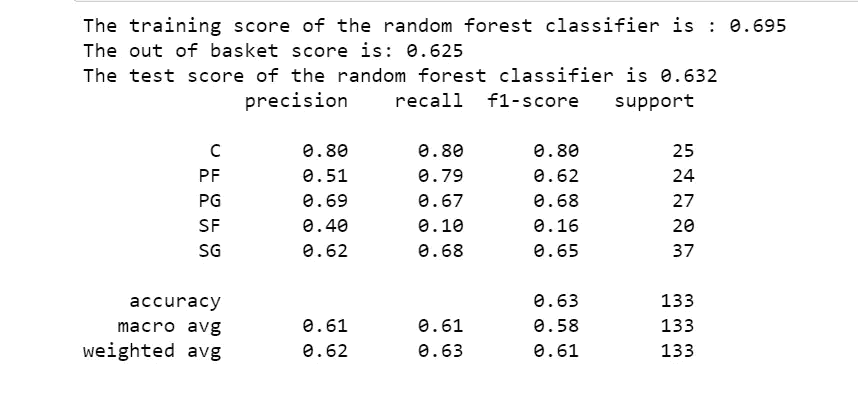 The training score of the random forest classifier is : 0.695
The out of basket score is: 0.625
The test score of the random forest classifier is 0.632
precision recall f1-score support
C 0.80 0.80 0.80 25
PF 0.51 0.79 0.62 24
PG 0.69 0.67 0.68 27
SF 0.40 0.10 0.16 20
SG 0.62 0.68 0.65 37
accuracy 0.63 133
macro avg 0.61 0.61 0.58 133
weighted avg 0.62 0.63 0.61 133